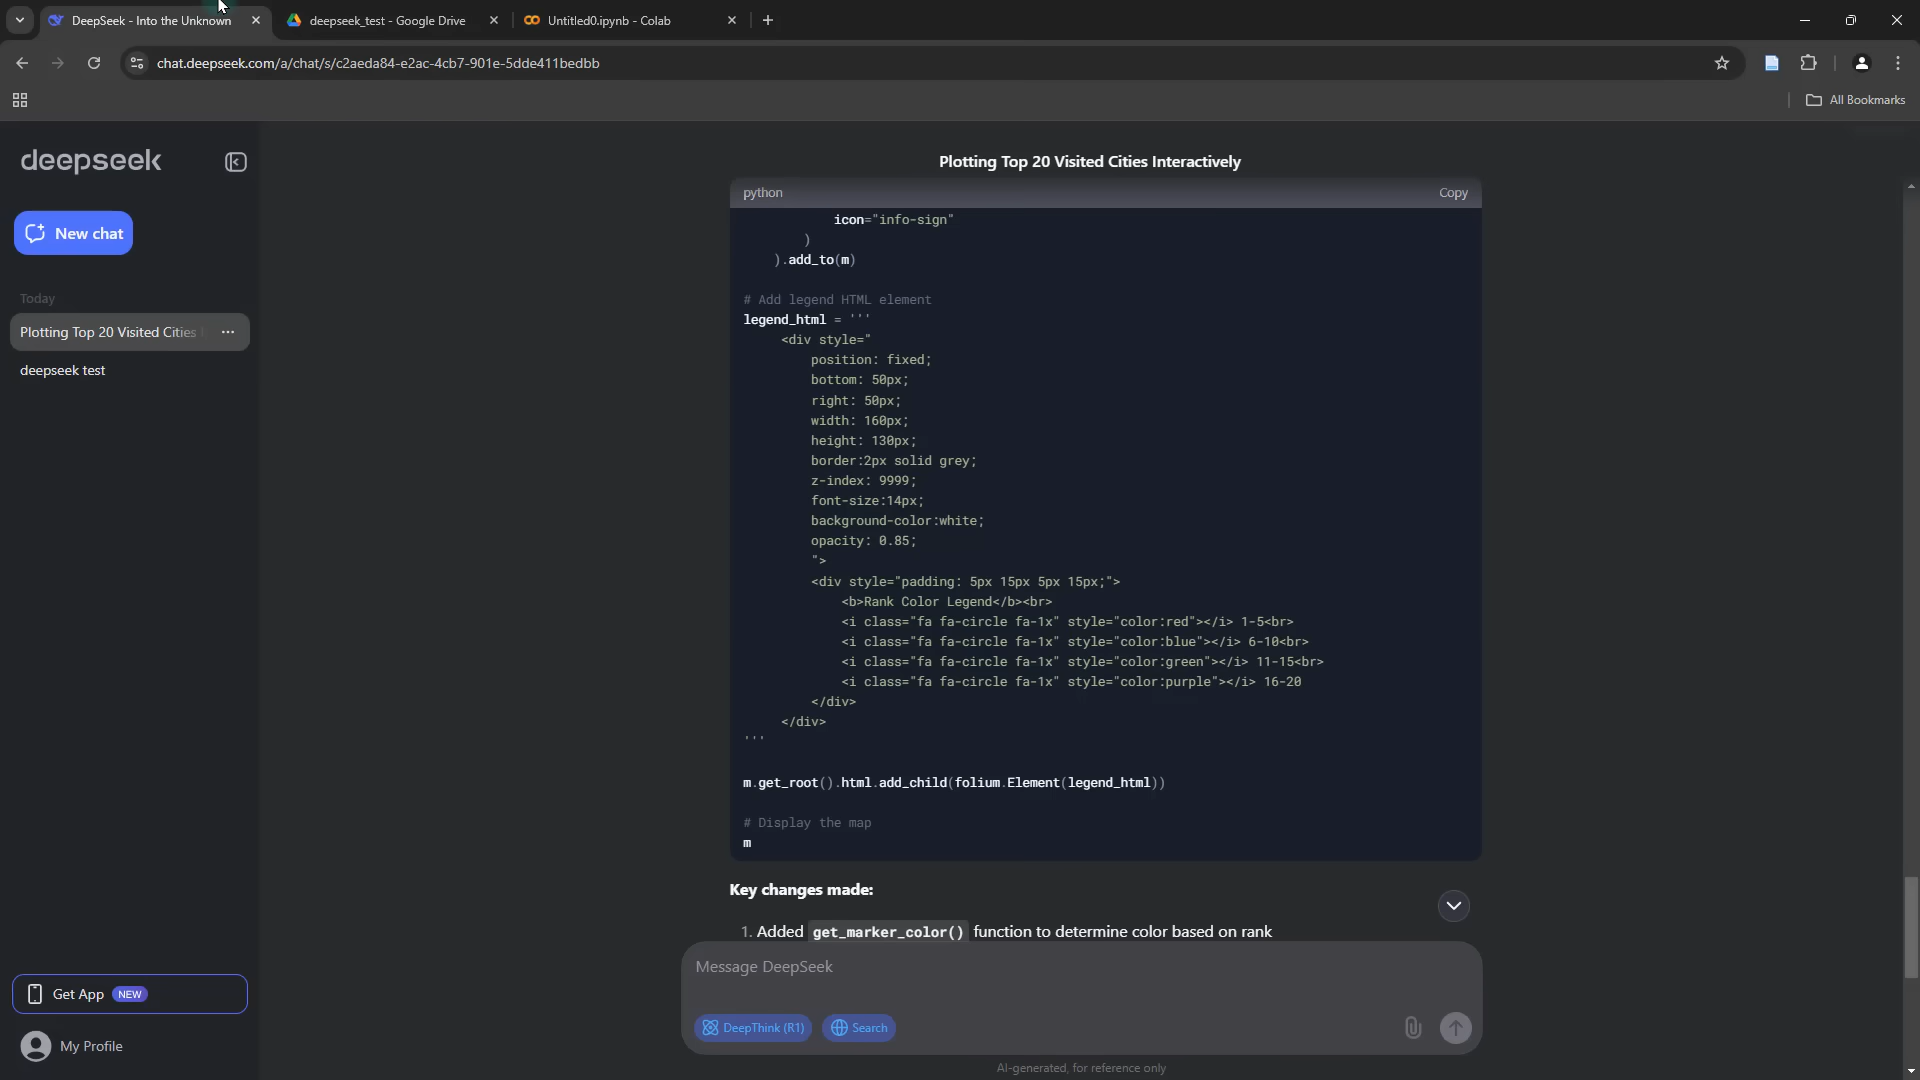 DeepSeek - Into the Unknown
deepseek_test - Google Drive
Untitled0.ipynb - Colab
chat.deepseek.com/a/chat/s/c2aeda84-e2ac-4cb7-901e-5dde411bedbb
All Bookmarks
deepseek
New chat
Today
Plotting Top 20 Visited Cities
deepseek test
Get App NEW
My Profile
Plotting Top 20 Visited Cities Interactively
python
Copy
icon="info-sign"
)
).add_to(m)
# Add legend HTML element
legend_html = '''
<div style="
position: fixed;
bottom: 50px;
right: 50px;
width: 160px;
height: 130px;
border:2px solid grey;
z-index: 9999;
font-size:14px;
background-color:white;
opacity: 0.85;
">
<div style="padding: 5px 15px 5px 15px;">
<b>Rank Color Legend</b><br>
<i class="fa fa-circle fa-1x" style="color:red"></i> 1-5<br>
<i class="fa fa-circle fa-1x" style="color:blue"></i> 6-10<br>
<i class="fa fa-circle fa-1x" style="color:green"></i> 11-15<br>
<i class="fa fa-circle fa-1x" style="color:purple"></i> 16-20
</div>
</div>
'''
m.get_root().html.add_child(folium.Element(legend_html))
# Display the map
m
Key changes made:
1. Added get_marker_color() function to determine color based on rank
Message DeepSeek
DeepThink (R1)
Search
AI-generated, for reference only